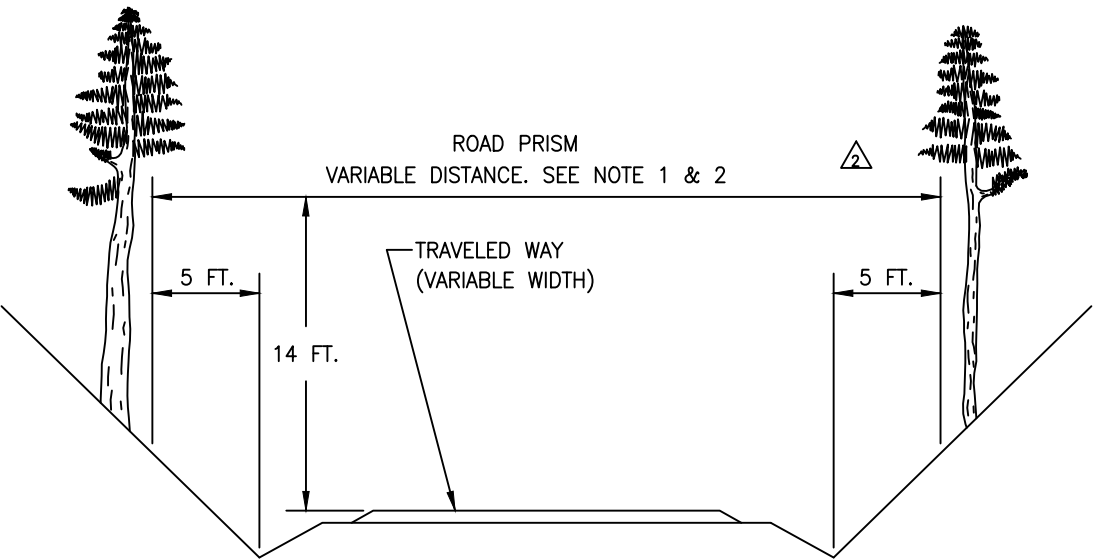 ROAD PRISM
VARIABLE DISTANCE. SEE NOTE 1 & 2
2
TRAVELED WAY
(VARIABLE WIDTH)
5 FT.
5 FT.
14 FT.